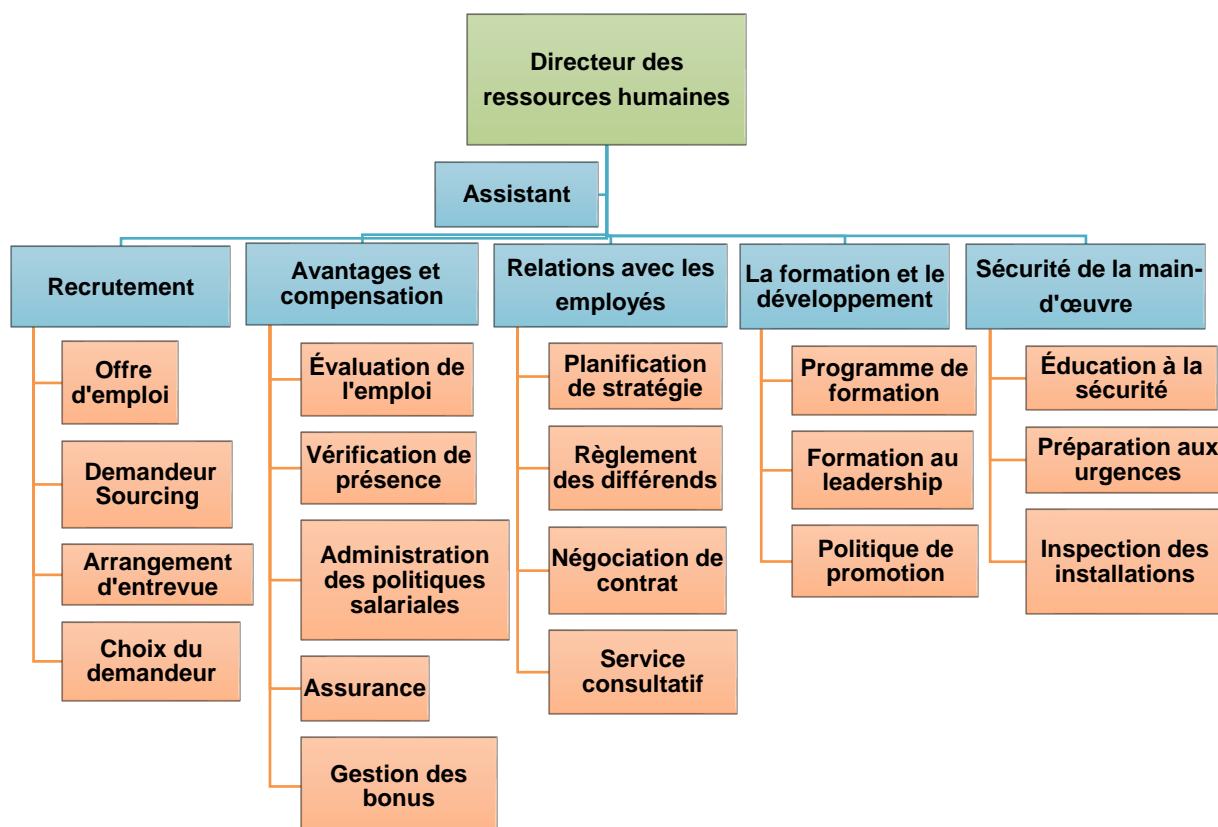 Directeur des
ressources humaines
Assistant
Recrutement
Offre
d'emploi
Demandeur
Sourcing
Arrangement
d'entrevue
Choix du
demandeur
Avantages et
compensation
Évaluation de
l'emploi
Vérification de
présence
Administration
des politiques
salariales
Assurance
Gestion des
bonus
Relations avec les
employés
Planification
de stratégie
Règlement
des différends
Négociation de
contrat
Service
consultatif
La formation et le
développement
Programme de
formation
Formation au
leadership
Politique de
promotion
Sécurité de la main-
d'œuvre
Éducation à la
sécurité
Préparation aux
urgences
Inspection des
installations